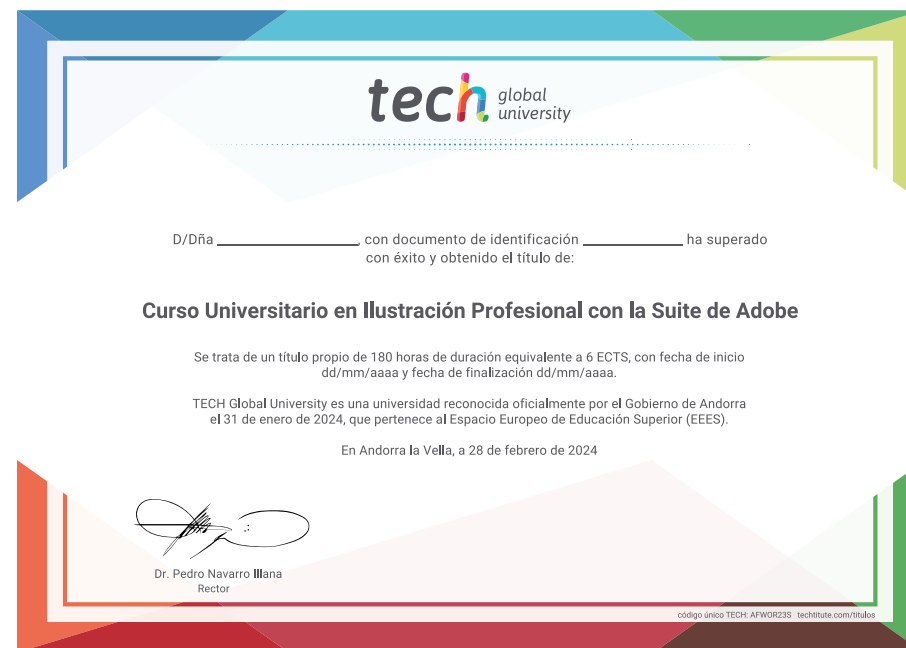 tech global university
D/Dña ____________________, con documento de identificación ______________ ha superado
con éxito y obtenido el título de:
Curso Universitario en Ilustración Profesional con la Suite de Adobe
Se trata de un título propio de 180 horas de duración equivalente a 6 ECTS, con fecha de inicio
dd/mm/aaaa y fecha de finalización dd/mm/aaaa.
TECH Global University es una universidad reconocida oficialmente por el Gobierno de Andorra
el 31 de enero de 2024, que pertenece al Espacio Europeo de Educación Superior (EEES).
En Andorra la Vella, a 28 de febrero de 2024
Dr. Pedro Navarro Illana
Rector
código único TECH: AFWOR23S techtitute.com/titulos